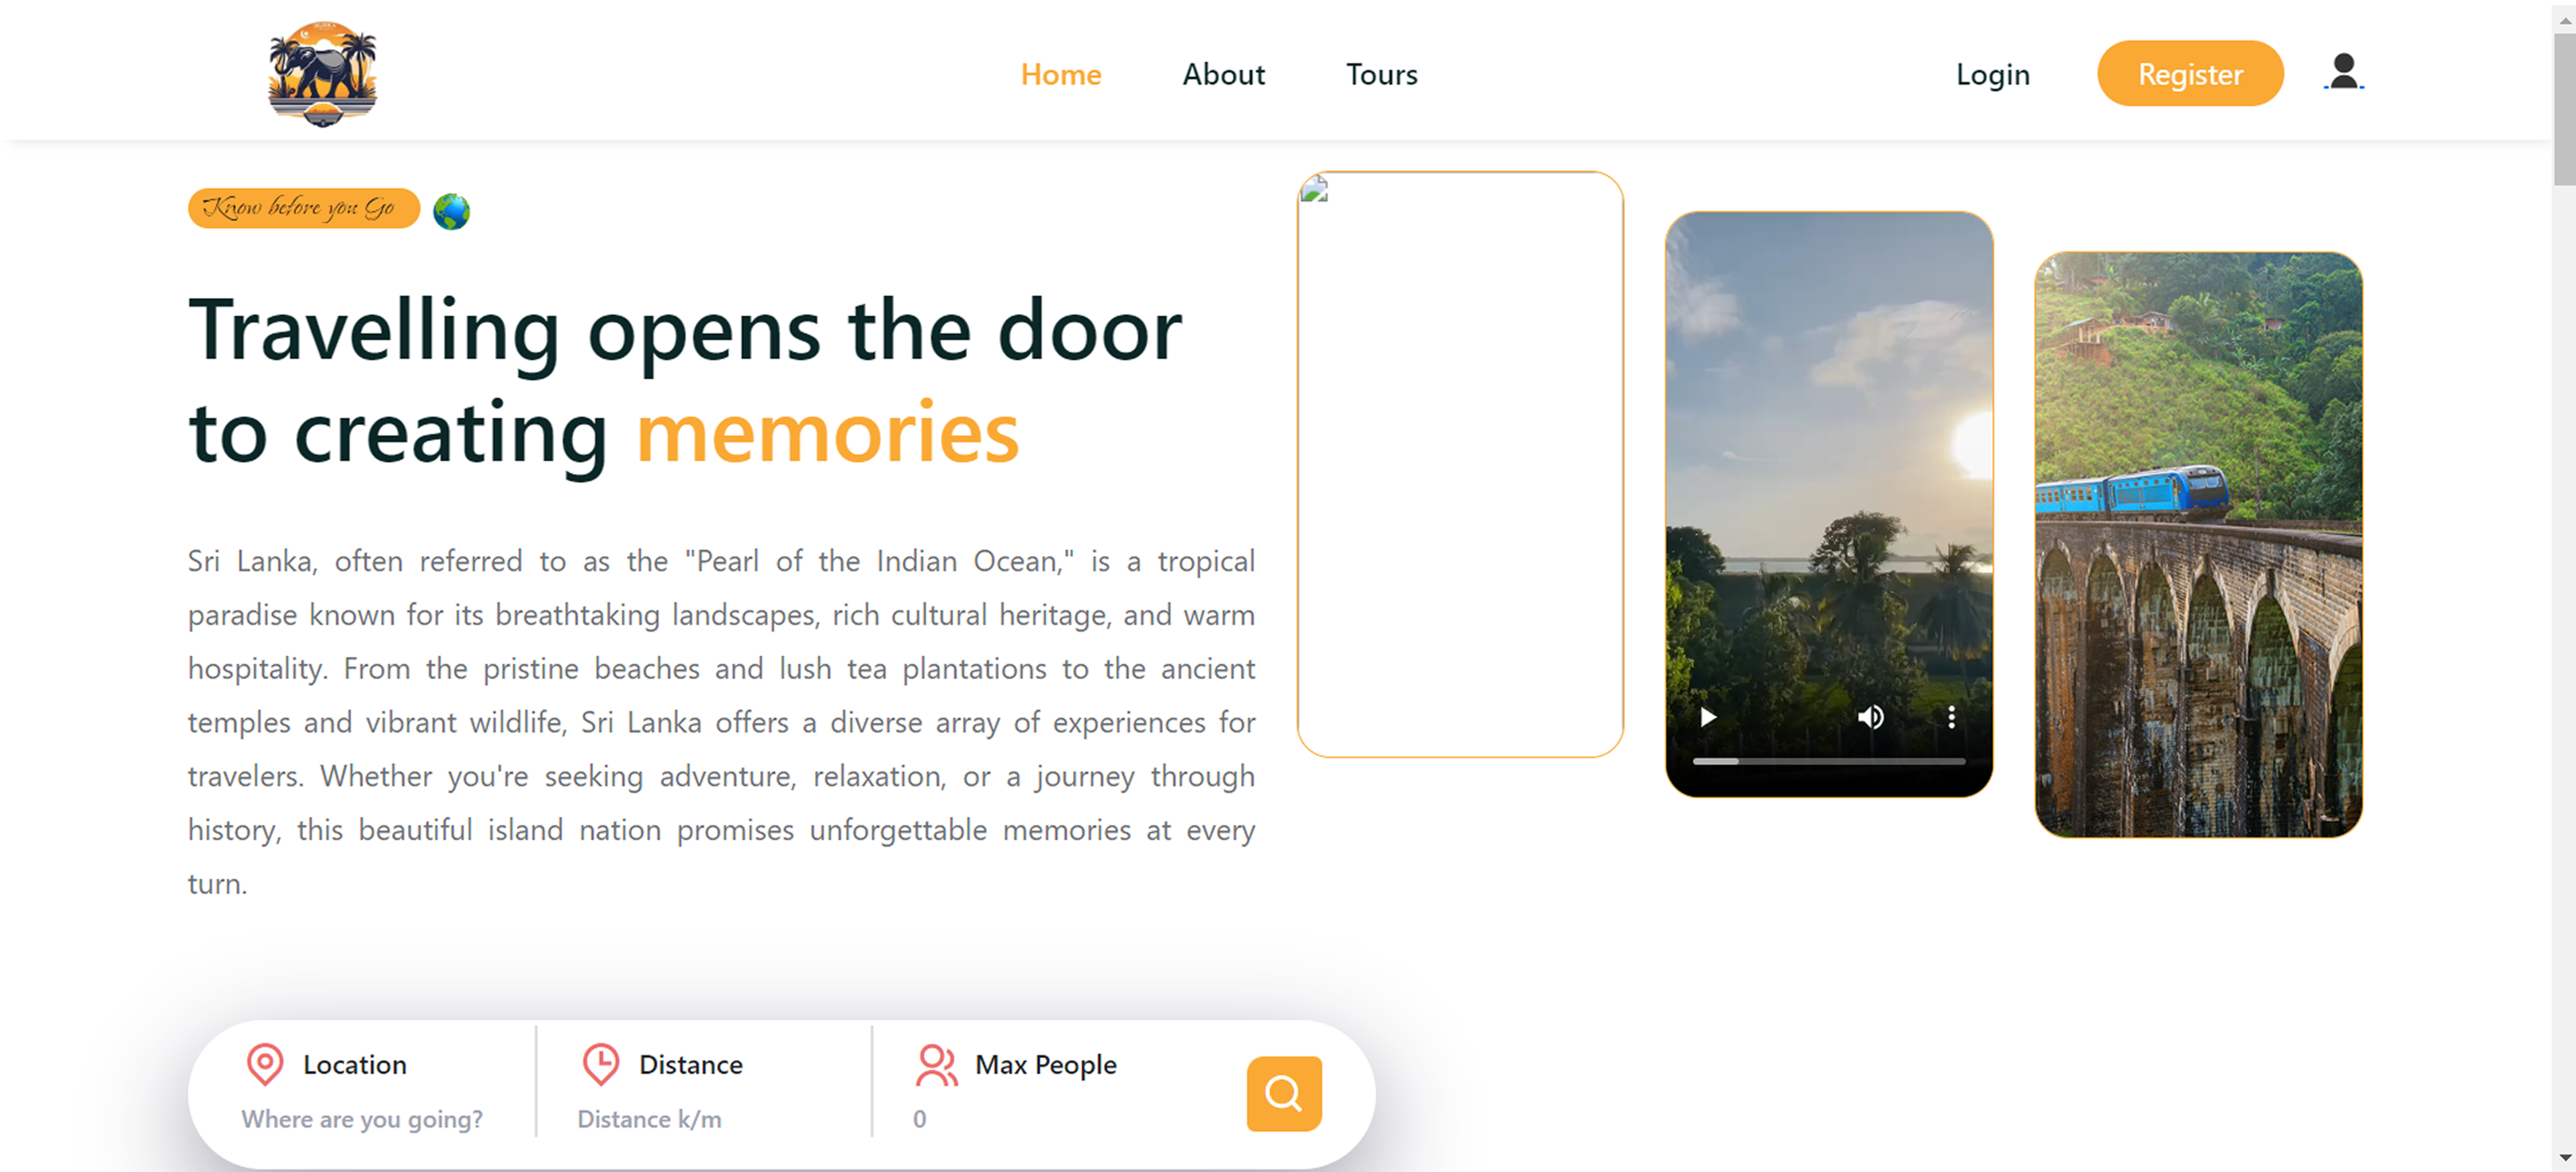 Home
About
Tours
Login
Register
Know before you Go
Travelling opens the door
to creating memories
Sri Lanka, often referred to as the "Pearl of the Indian Ocean," is a tropical
paradise known for its breathtaking landscapes, rich cultural heritage, and warm
hospitality. From the pristine beaches and lush tea plantations to the ancient
temples and vibrant wildlife, Sri Lanka offers a diverse array of experiences for
travelers. Whether you're seeking adventure, relaxation, or a journey through
history, this beautiful island nation promises unforgettable memories at every
turn.
Location
Where are you going?
Distance
Distance k/m
Max People
0